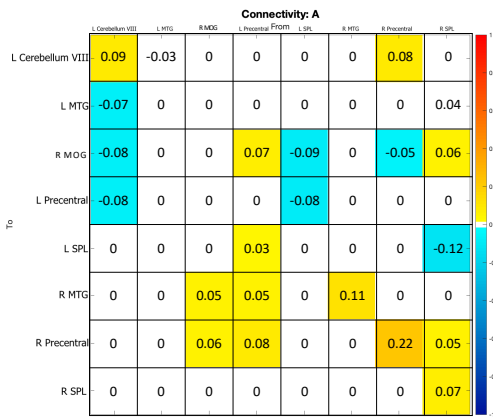 Connectivity: A
From
L Cerebellum VIII L MTG R MOG L Precentral L SPL R MTG R Precentral R SPL
To
L Cerebellum VIII 0.09 -0.03 0 0 0 0 0.08 0
L MTG -0.07 0 0 0 0 0 0 0.04
R MOG -0.08 0 0 0.07 -0.09 0 -0.05 0.06
L Precentral -0.08 0 0 0 -0.08 0 0 0
L SPL 0 0 0 0.03 0 0 0 -0.12
R MTG 0 0 0.05 0.05 0 0.11 0 0
R Precentral 0 0 0.06 0.08 0 0 0.22 0.05
R SPL 0 0 0 0 0 0 0 0.07